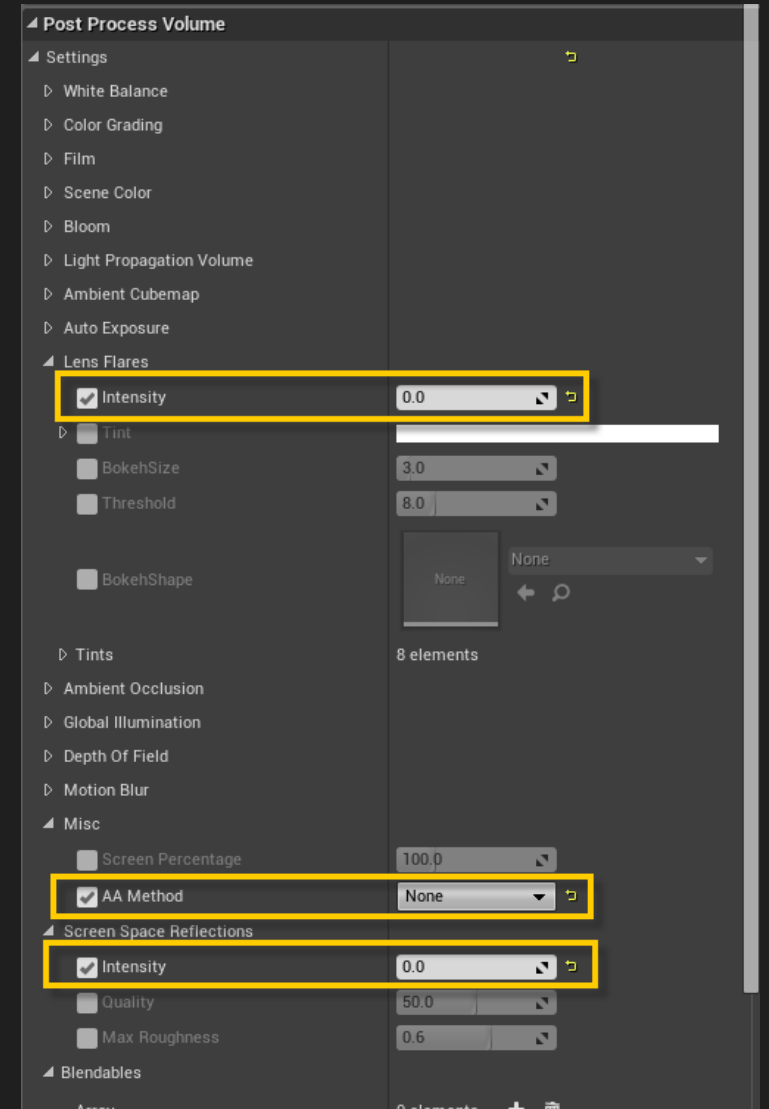 Post Process Volume
Settings
White Balance
Color Grading
Film
Scene Color
Bloom
Light Propagation Volume
Ambient Cubemap
Auto Exposure
Lens Flares
Intensity 0.0
Tint
BokehSize 3.0
Threshold 8.0
BokehShape None None
Tints 8 elements
Ambient Occlusion
Global Illumination
Depth Of Field
Motion Blur
Misc
Screen Percentage 100.0
AA Method None
Screen Space Reflections
Intensity 0.0
Quality 50.0
Max Roughness 0.6
Blendables
Array 0 elements